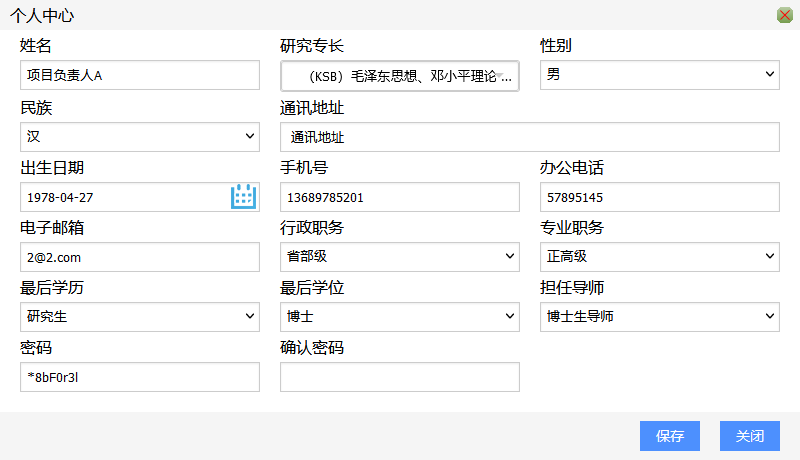 个人中心
姓名 研究专长 性别
项目负责人A (KSB) 毛泽东思想、邓小平理论 ... 男
民族 通讯地址
汉 通讯地址
出生日期 手机号 办公电话
1978-04-27 13689785201 57895145
电子邮箱 行政职务 专业职务
2@2.com 省部级 正高级
最后学历 最后学位 担任导师
研究生 博士 博士生导师
密码 确认密码
*8bF0r3l
保存 关闭